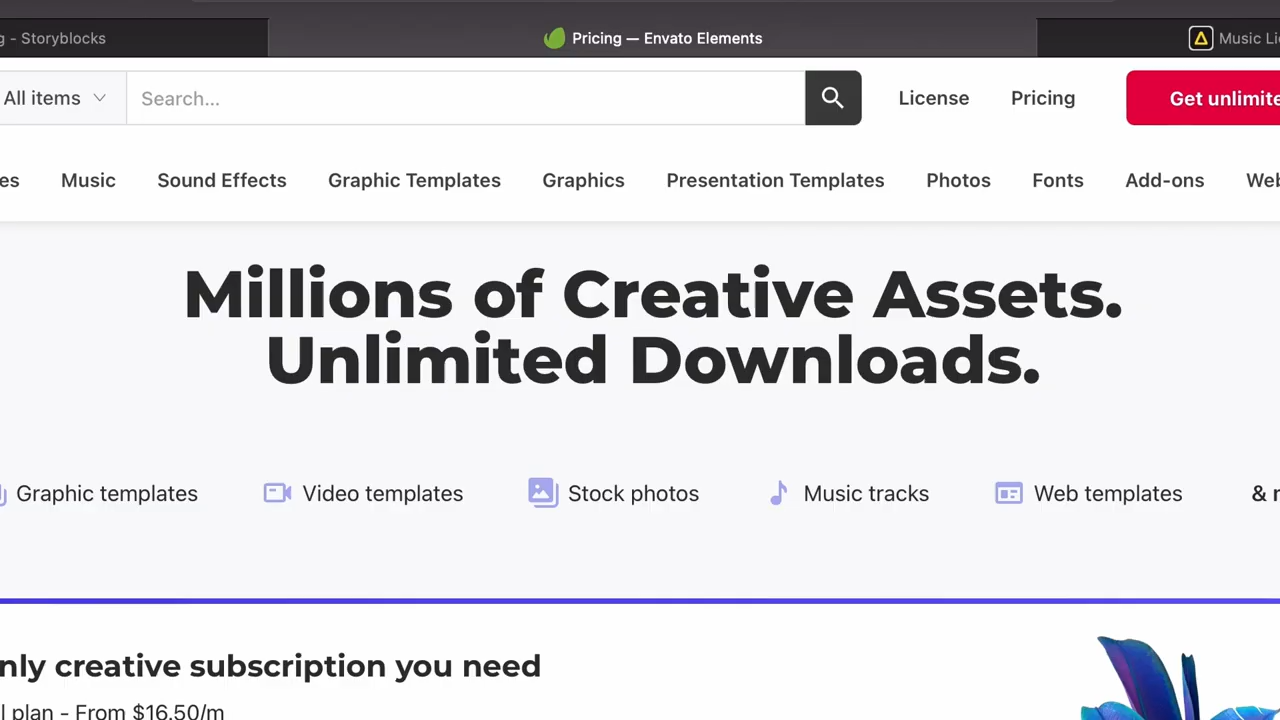 g - Storyblocks
Pricing — Envato Elements
Music Li
All items
Search...
License
Pricing
Get unlimite
es
Music
Sound Effects
Graphic Templates
Graphics
Presentation Templates
Photos
Fonts
Add-ons
Web
Millions of Creative Assets.
Unlimited Downloads.
Graphic templates
Video templates
Stock photos
Music tracks
Web templates
& r
nly creative subscription you need
l plan - From $16.50/m